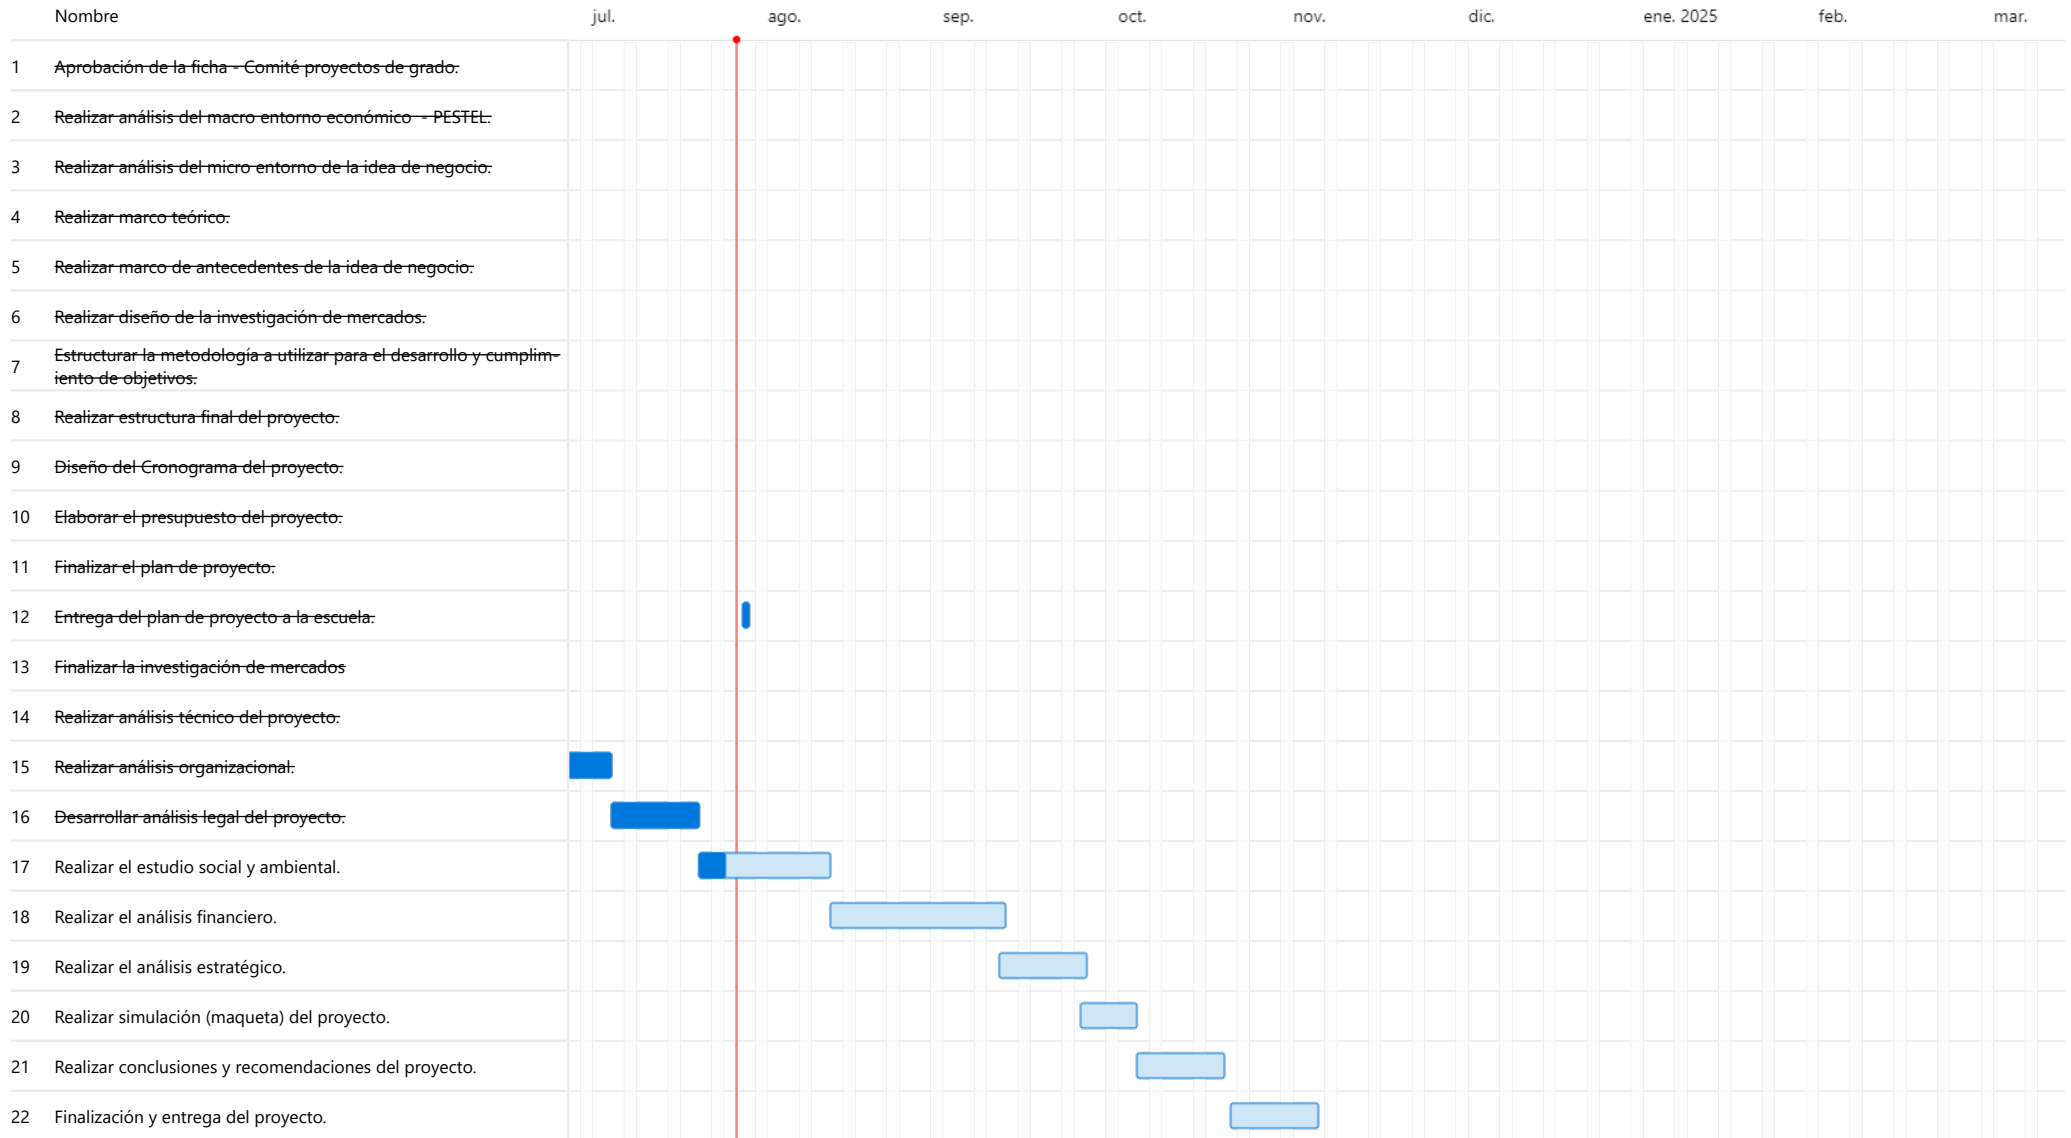 Nombre jul. ago. sep. oct. nov. dic. ene. 2025 feb. mar.
1 Aprobación de la ficha - Comité proyectos de grado.
2 Realizar análisis del macro entorno económico - PESTEL.
3 Realizar análisis del micro entorno de la idea de negocio.
4 Realizar marco teórico.
5 Realizar marco de antecedentes de la idea de negocio.
6 Realizar diseño de la investigación de mercados.
7 Estructurar la metodología a utilizar para el desarrollo y cumplim-
iento de objetivos.
8 Realizar estructura final del proyecto.
9 Diseño del Cronograma del proyecto.
10 Elaborar el presupuesto del proyecto.
11 Finalizar el plan de proyecto.
12 Entrega del plan de proyecto a la escuela.
13 Finalizar la investigación de mercados
14 Realizar análisis técnico del proyecto.
15 Realizar análisis organizacional.
16 Desarrollar análisis legal del proyecto.
17 Realizar el estudio social y ambiental.
18 Realizar el análisis financiero.
19 Realizar el análisis estratégico.
20 Realizar simulación (maqueta) del proyecto.
21 Realizar conclusiones y recomendaciones del proyecto.
22 Finalización y entrega del proyecto.